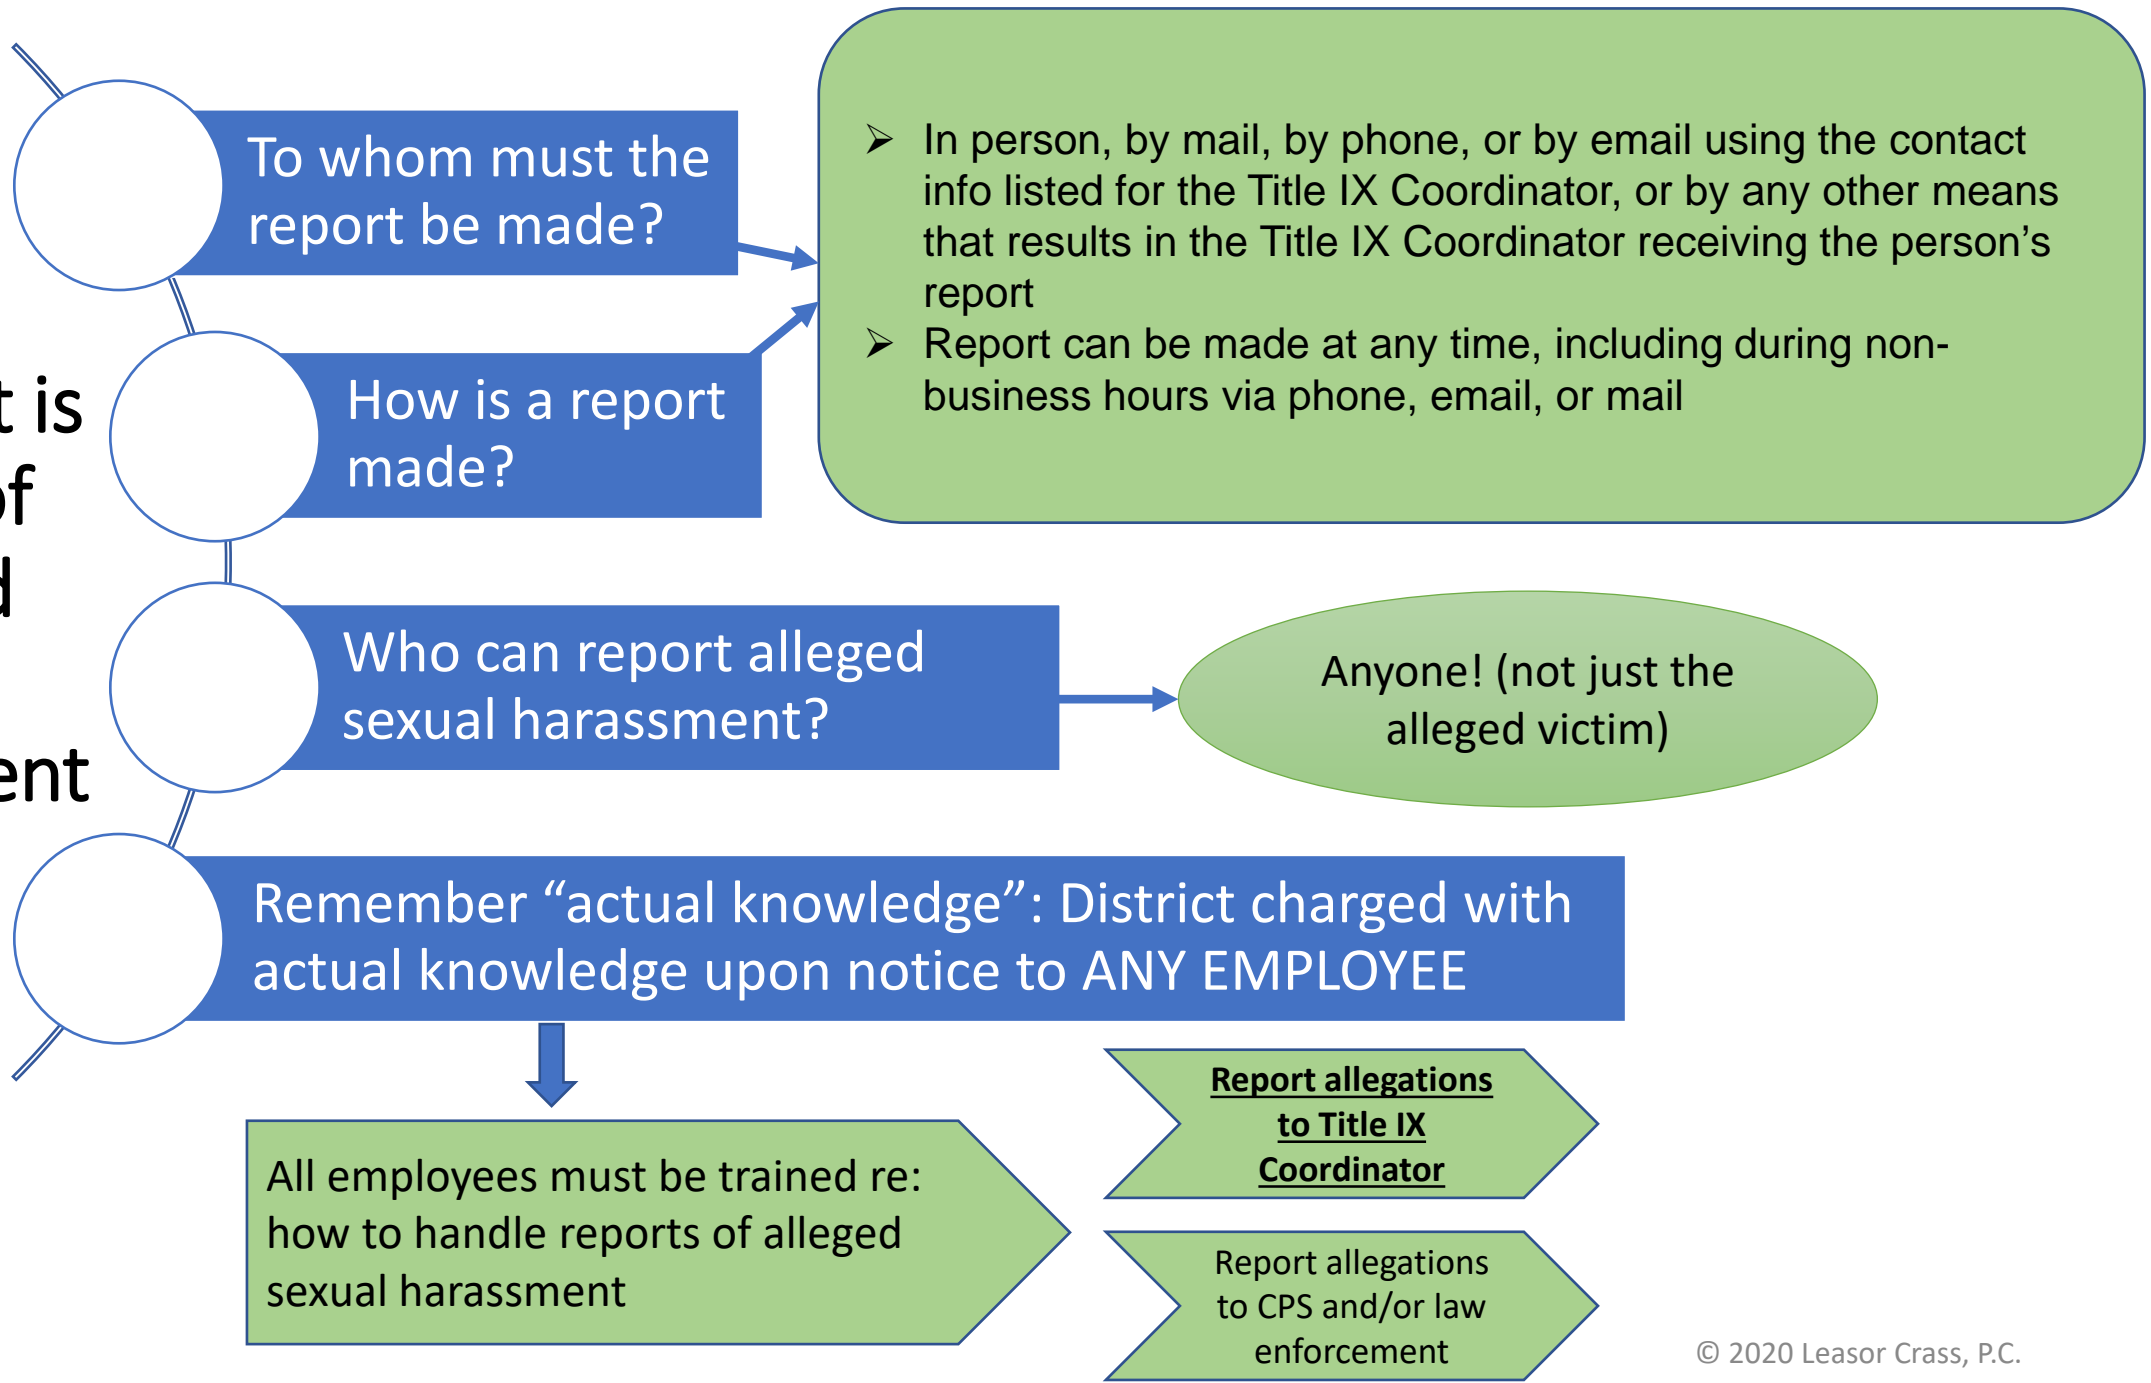 To whom must the
report be made?
➢ In person, by mail, by phone, or by email using the contact
info listed for the Title IX Coordinator, or by any other means
that results in the Title IX Coordinator receiving the person’s
report
➢ Report can be made at any time, including during non-
business hours via phone, email, or mail
How is a report
made?
t is
of
d
ent
Who can report alleged
sexual harassment?
Anyone! (not just the
alleged victim)
Remember “actual knowledge”: District charged with
actual knowledge upon notice to ANY EMPLOYEE
All employees must be trained re:
how to handle reports of alleged
sexual harassment
Report allegations
to Title IX
Coordinator
Report allegations
to CPS and/or law
enforcement
© 2020 Leasor Crass, P.C.